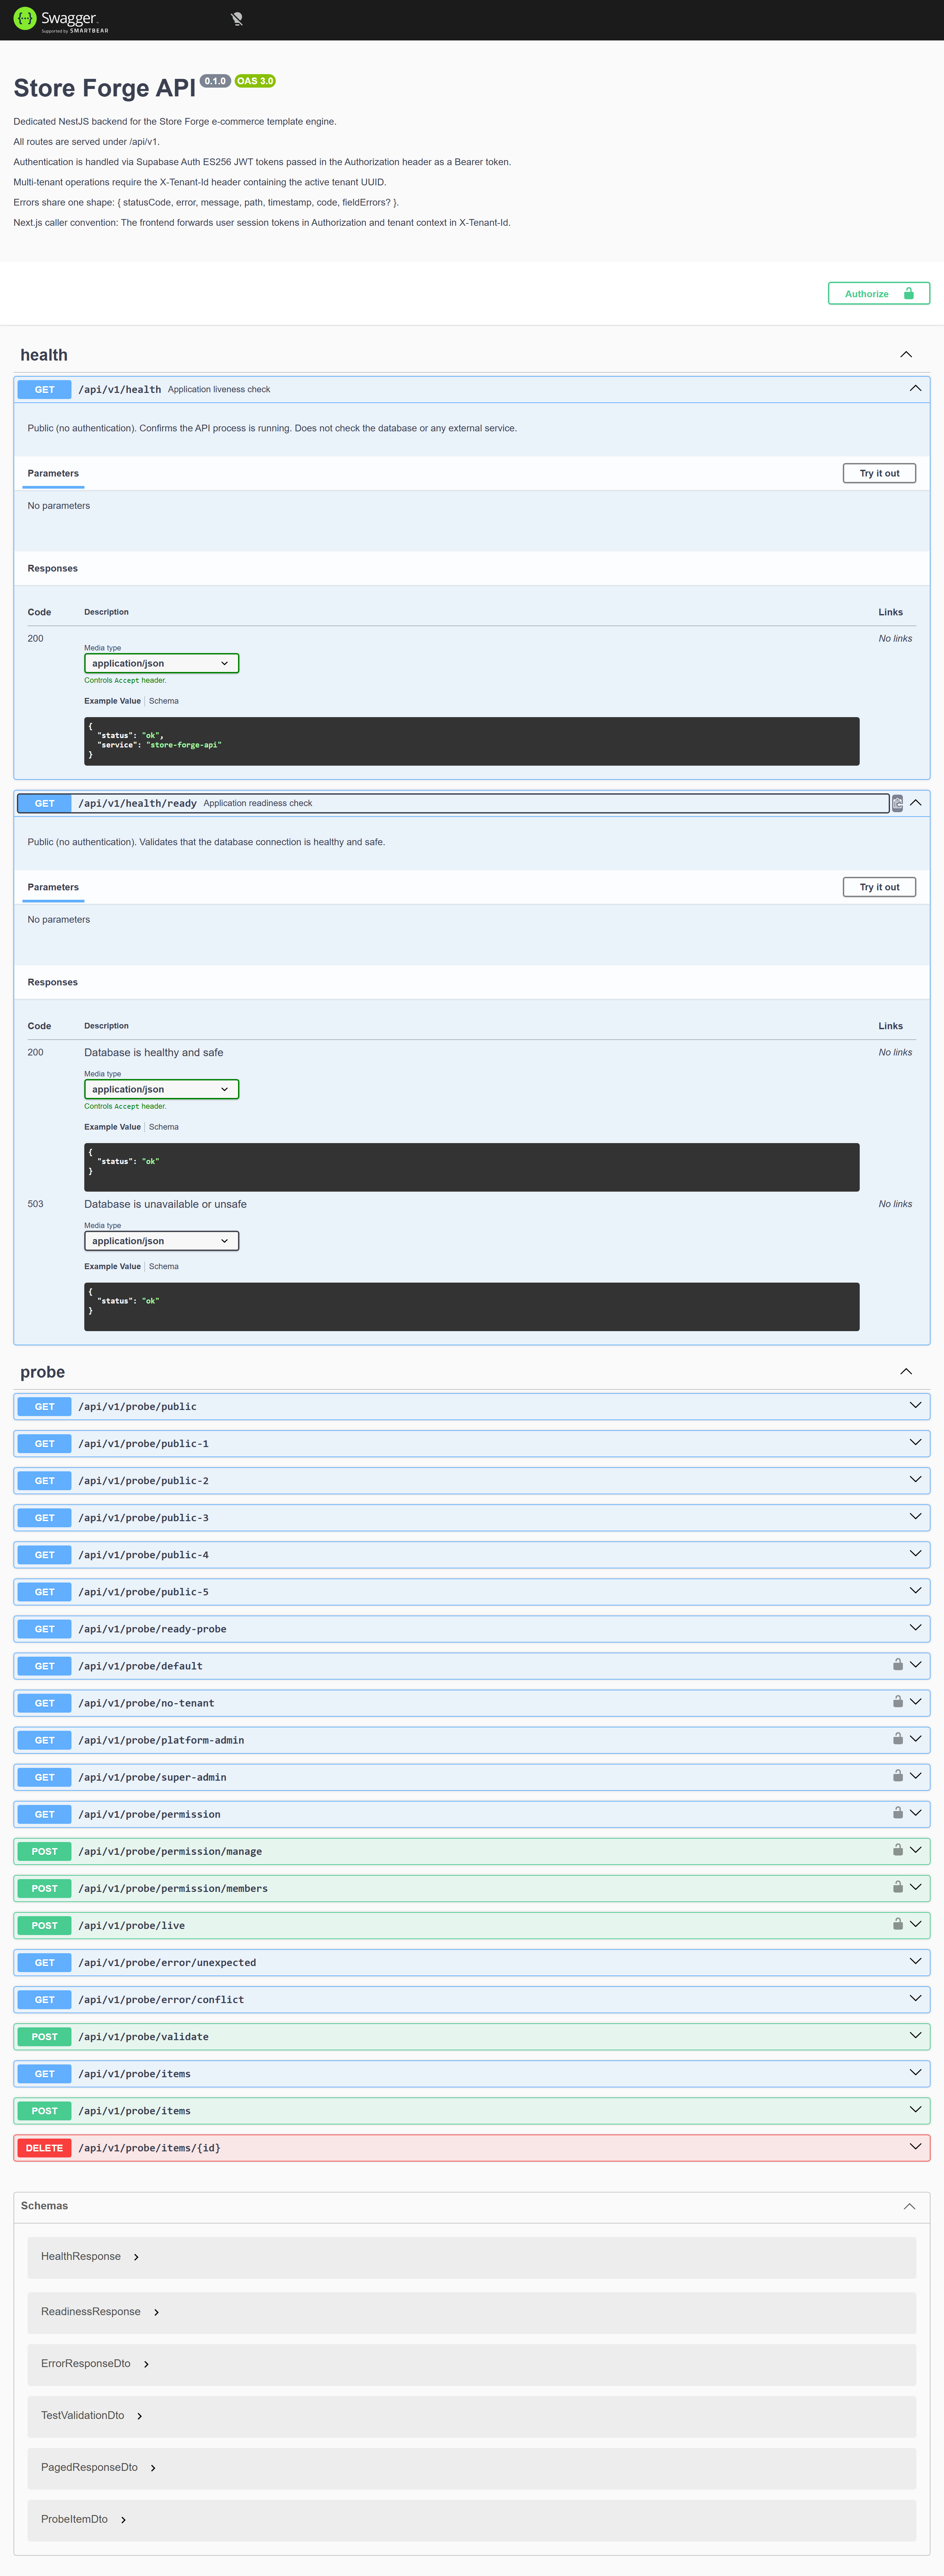 Swagger.
Supported by SMARTBEAR
Store Forge API 0.1.0 OAS 3.0
Dedicated NestJS backend for the Store Forge e-commerce template engine.
All routes are served under /api/v1.
Authentication is handled via Supabase Auth ES256 JWT tokens passed in the Authorization header as a Bearer token.
Multi-tenant operations require the X-Tenant-Id header containing the active tenant UUID.
Errors share one shape: { statusCode, error, message, path, timestamp, code, fieldErrors? }.
Next.js caller convention: The frontend forwards user session tokens in Authorization and tenant context in X-Tenant-Id.
Authorize
health
GET /api/v1/health Application liveness check
Public (no authentication). Confirms the API process is running. Does not check the database or any external service.
Parameters Try it out
No parameters
Responses
Code Description Links
200 No links
Media type
application/json
Controls Accept header.
Example Value Schema
{
"status": "ok",
"service": "store-forge-api"
}
GET /api/v1/health/ready Application readiness check
Public (no authentication). Validates that the database connection is healthy and safe.
Parameters Try it out
No parameters
Responses
Code Description Links
200 Database is healthy and safe No links
Media type
application/json
Controls Accept header.
Example Value Schema
{
"status": "ok"
}
503 Database is unavailable or unsafe No links
Media type
application/json
Example Value Schema
{
"status": "ok"
}
probe
GET /api/v1/probe/public
GET /api/v1/probe/public-1
GET /api/v1/probe/public-2
GET /api/v1/probe/public-3
GET /api/v1/probe/public-4
GET /api/v1/probe/public-5
GET /api/v1/probe/ready-probe
GET /api/v1/probe/default
GET /api/v1/probe/no-tenant
GET /api/v1/probe/platform-admin
GET /api/v1/probe/super-admin
GET /api/v1/probe/permission
POST /api/v1/probe/permission/manage
POST /api/v1/probe/permission/members
POST /api/v1/probe/live
GET /api/v1/probe/error/unexpected
GET /api/v1/probe/error/conflict
POST /api/v1/probe/validate
GET /api/v1/probe/items
POST /api/v1/probe/items
DELETE /api/v1/probe/items/{id}
Schemas
HealthResponse
ReadinessResponse
ErrorResponseDto
TestValidationDto
PagedResponseDto
ProbeItemDto